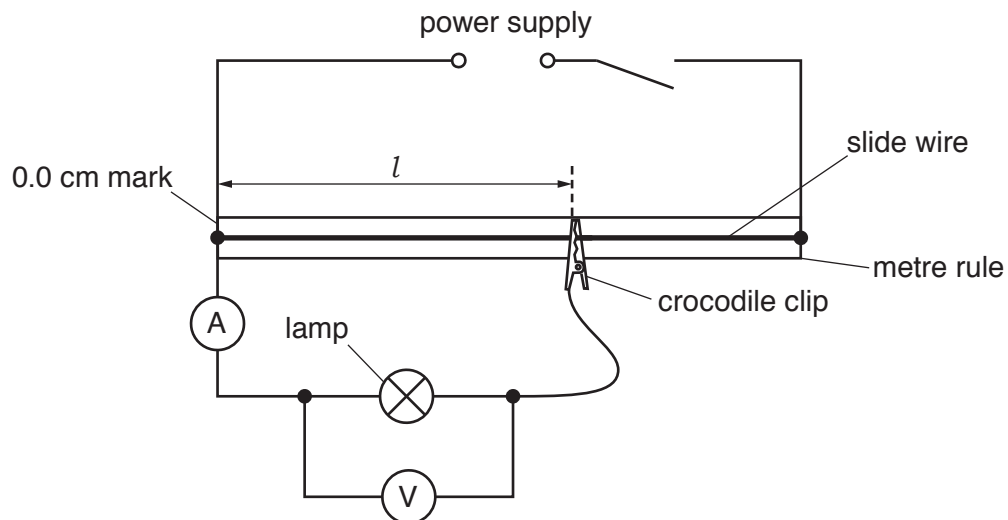 power supply
slide wire
l
0.0 cm mark
metre rule
crocodile clip
A
lamp
V